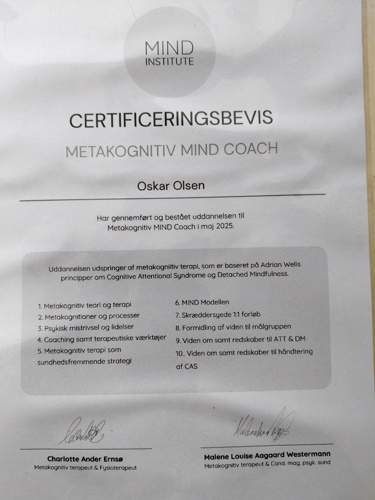 MIND
INSTITUTE
CERTIFICERINGSBEVIS
METAKOGNITIV MIND COACH
Oskar Olsen
Har gennemført og bestået uddannelsen til
Metakognitiv MIND Coach i maj 2025.
Uddannelsen udspringer af metakognitiv terapi, som er baseret på Adrian Wells
principper om Cognitive Attentional Syndrome og Detached Mindfulness.
1. Metakognitiv teori og terapi
2. Metakognitioner og processer
3. Psykisk mistrivsel og lidelser
4. Coaching samt terapeutiske værktøjer
5. Metakognitiv terapi som
sundhedsfremmende strategi
6. MIND Modellen
7. Skræddersyede 1:1 forløb
8. Formidling af viden til målgruppen
9. Viden om samt redskaber til ATT & DM
10. Viden om samt redskaber til håndtering
af CAS
Charlotte Ander Ernsø
Metakognitiv terapeut & Fysioterapeut
Malene Louise Aagaard Westermann
Metakognitiv terapeut & Cand. mag. psyk. sund